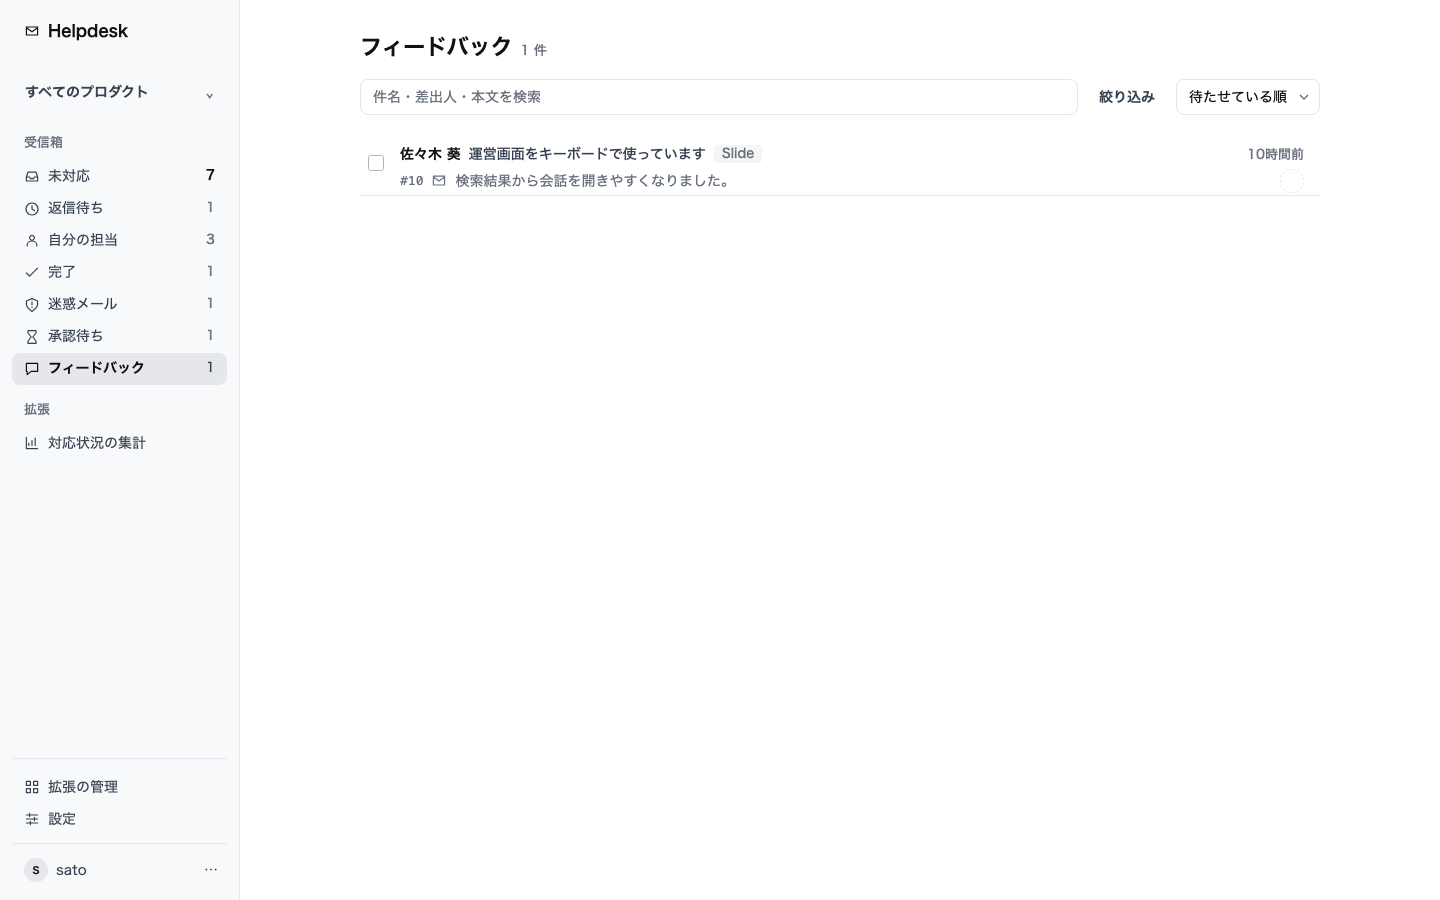 Helpdesk
すべてのプロダクト
受信箱
未対応 7
返信待ち 1
自分の担当 3
完了 1
迷惑メール 1
承認待ち 1
フィードバック 1
拡張
対応状況の集計
拡張の管理
設定
S sato ...
フィードバック 1 件
件名・差出人・本文を検索 絞り込み 待たせている順
佐々木 葵 運営画面をキーボードで使っています Slide 10時間前
#10 検索結果から会話を開きやすくなりました。